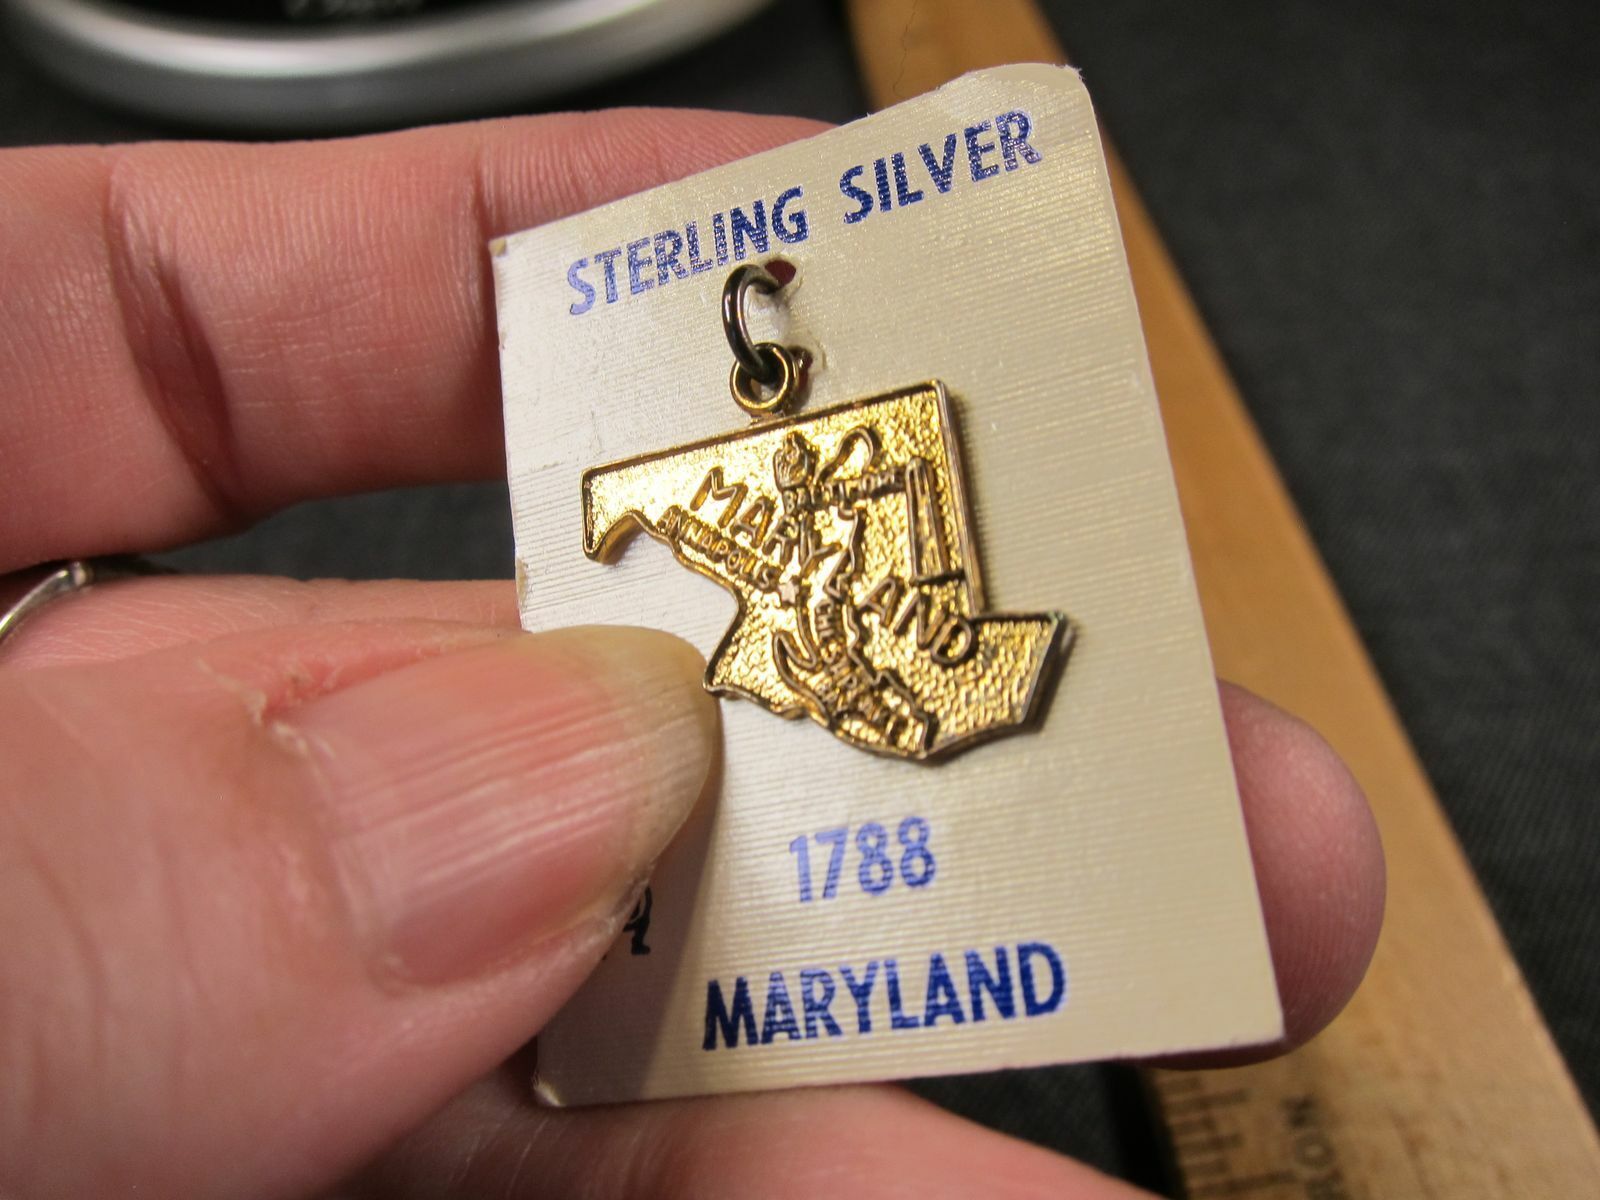 STERLING SILVER
BALTIMORE
MARYLAND
ANNAPOLIS
1788
MARYLAND